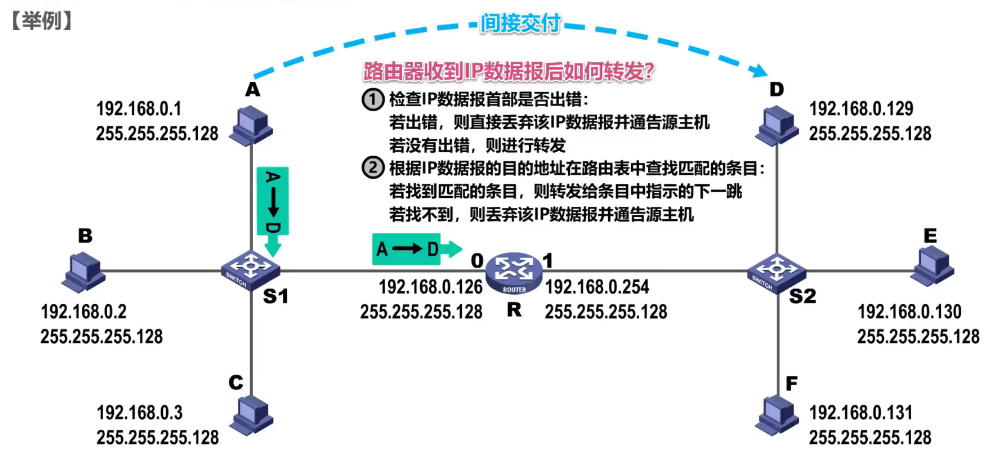 【举例】
间接交付
路由器收到IP数据报后如何转发？
① 检查IP数据报首部是否出错：
若出错，则直接丢弃该IP数据报并通告源主机
若没有出错，则进行转发
② 根据IP数据报的目的地址在路由表中查找匹配的条目：
若找到匹配的条目，则转发给条目中指示的下一跳
若找不到，则丢弃该IP数据报并通告源主机
A
192.168.0.1
255.255.255.128
D
192.168.0.129
255.255.255.128
A → D
B
192.168.0.2
255.255.255.128
SWITCH
S1
A → D
0
1
ROUTER
R
192.168.0.126
255.255.255.128
192.168.0.254
255.255.255.128
SWITCH
S2
E
192.168.0.130
255.255.255.128
C
192.168.0.3
255.255.255.128
F
192.168.0.131
255.255.255.128